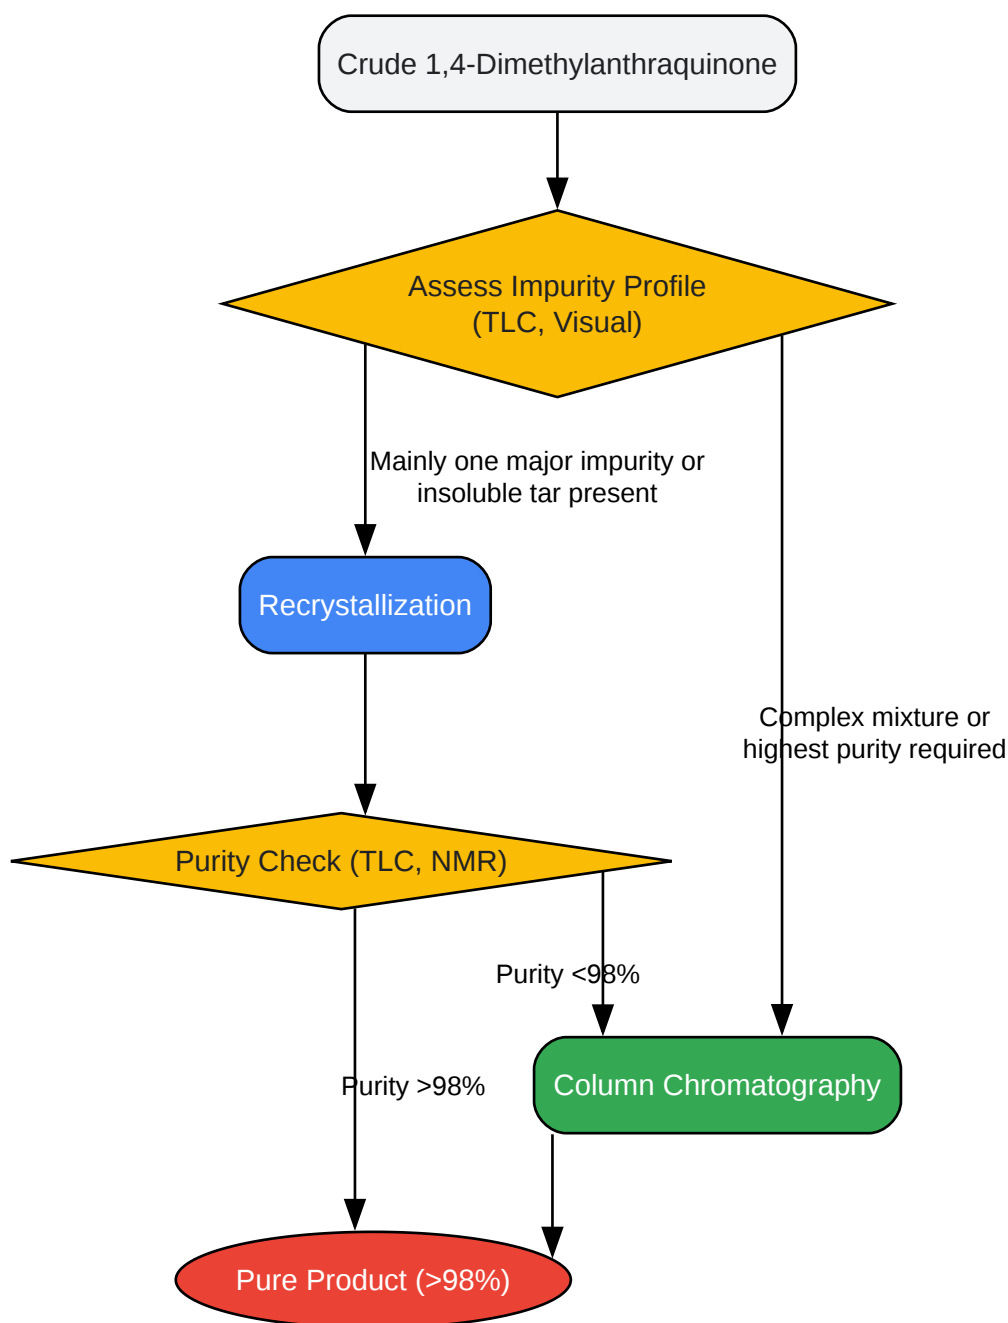 Crude 1,4-Dimethylanthraquinone
Assess Impurity Profile
(TLC, Visual)
Mainly one major impurity or
insoluble tar present
Recrystallization
Complex mixture or
highest purity required
Purity Check (TLC, NMR)
Purity <98%
Purity >98%
Column Chromatography
Pure Product (>98%)